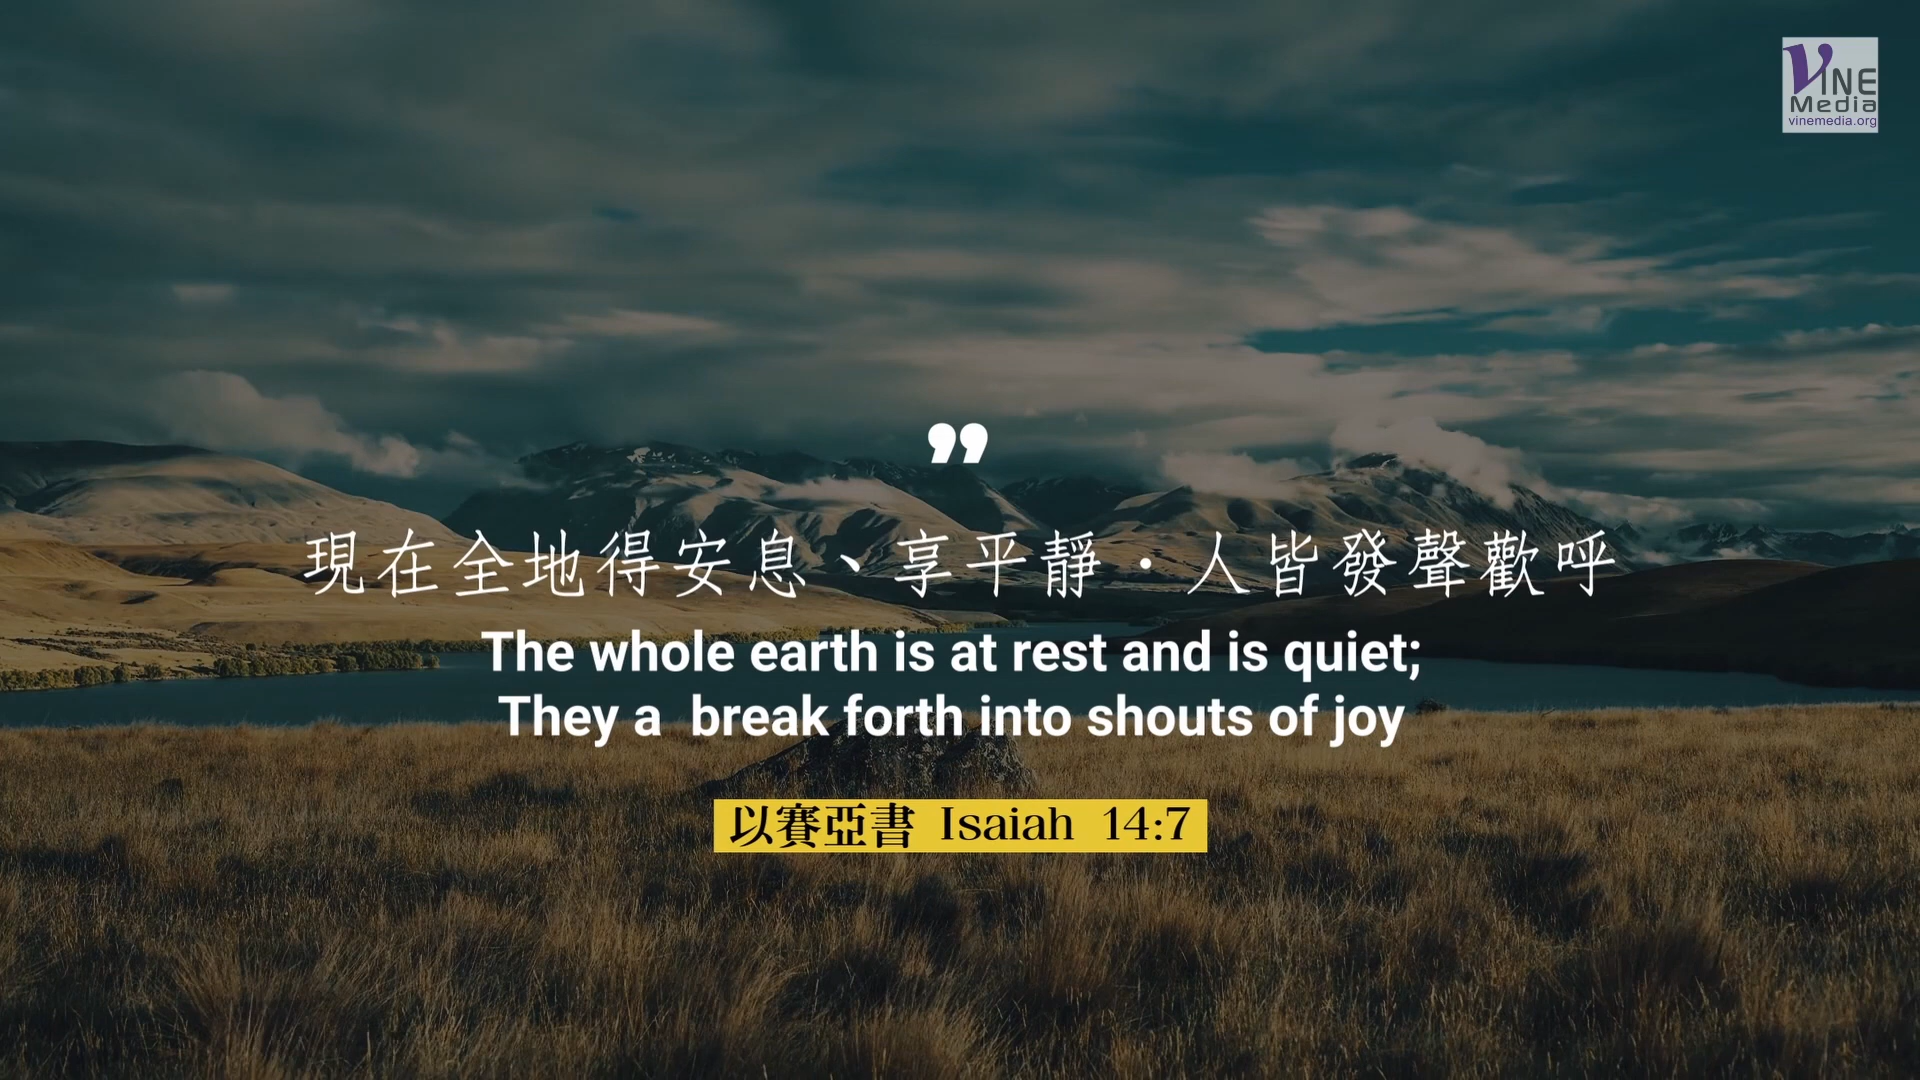 VINE
Media
vinemedia.org
”
現在全地得安息、享平靜．人皆發聲歡呼
The whole earth is at rest and is quiet;
They a  break forth into shouts of joy
以賽亞書 Isaiah 14:7